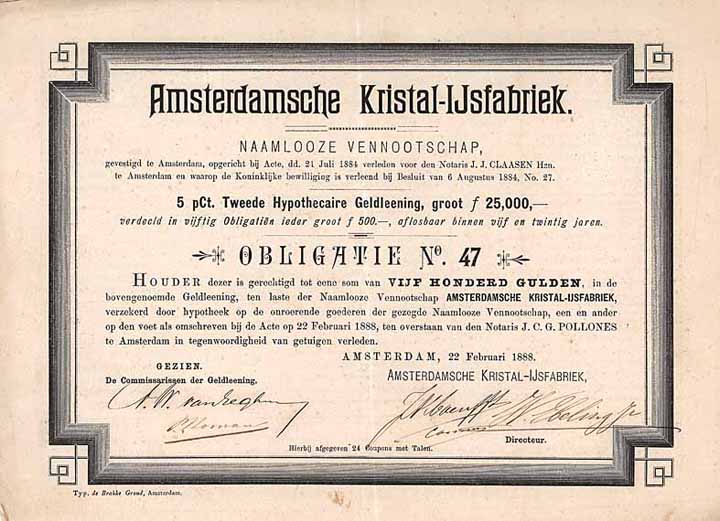 Amsterdamsche Kristal-IJsfabriek.
NAAMLOOZE VENNOOTSCHAP,
gevestigd te Amsterdam, opgericht bij Acte, dd. 21 Juli 1884 verleden voor den Notaris J. J. CLAASEN Hzn.
te Amsterdam en waarop de Koninklijke bewilliging is verleend bij Besluit van 6 Augustus 1884, No. 27.
5 pCt. Tweede Hypothecaire Geldleening, groot f 25,000,—
verdeeld in vijftig Obligatiën ieder groot f 500.—, aflosbaar binnen vijf en twintig jaren.
OBLIGATIE No. 47
HOUDER dezer is gerechtigd tot eene som van VIJF HONDERD GULDEN, in de
bovengenoemde Geldleening, ten laste der Naamlooze Vennootschap AMSTERDAMSCHE KRISTAL-IJSFABRIEK,
verzekerd door hypotheek op de onroerende goederen der gezegde Naamlooze Vennootschap, een en ander
op den voet als omschreven bij de Acte op 22 Februari 1888, ten overstaan van den Notaris J. C. G. POLLONES
te Amsterdam in tegenwoordigheid van getuigen verleden.
AMSTERDAM, 22 Februari 1888.
GEZIEN.
De Commissarissen der Geldleening.
AMSTERDAMSCHE KRISTAL-IJSFABRIEK,
Directeur.
Hierbij afgegeven 24 Coupons met Talon.
Typ. de Brakke Grond, Amsterdam.